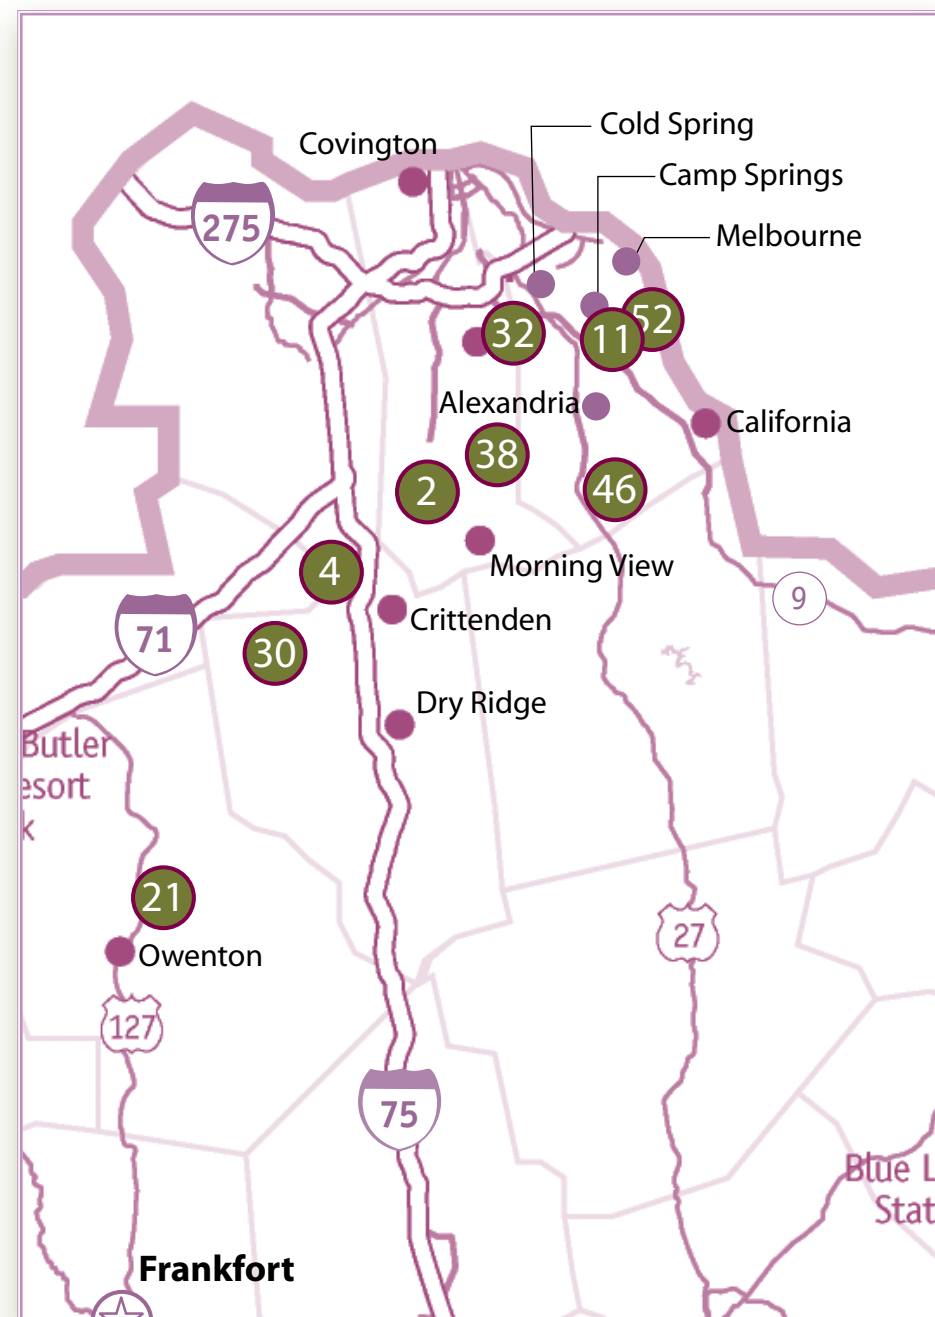 Cold Spring
Covington
Camp Springs
275
Melbourne
32
11
52
Alexandria
California
38
2
46
Morning View
4
9
Crittenden
71
30
Dry Ridge
Butler
esort
k
21
27
Owenton
127
75
Blue L
Stat
Frankfort